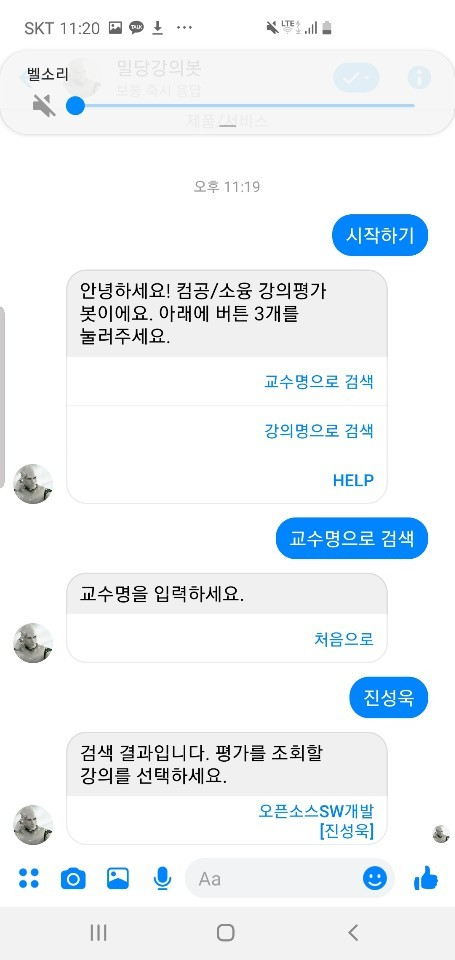 SKT 11:20
LTE
벨소리
밀당강의봇
보통 즉시 응답
제품/서비스
오후 11:19
시작하기
안녕하세요! 컴공/소융 강의평가
봇이에요. 아래에 버튼 3개를
눌러주세요.
교수명으로 검색
강의명으로 검색
HELP
교수명으로 검색
교수명을 입력하세요.
처음으로
진성욱
검색 결과입니다. 평가를 조회할
강의를 선택하세요.
오픈소스SW개발
[진성욱]
Aa